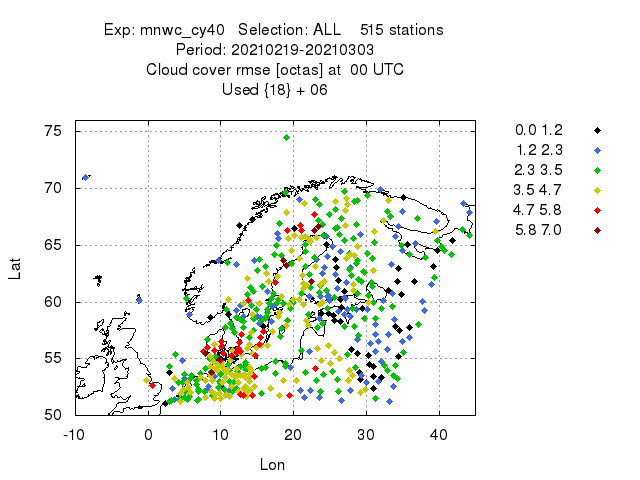 Exp: mnwc_cy40 Selection: ALL 515 stations
Period: 20210219-20210303
Cloud cover rmse [octas] at 00 UTC
Used {18} + 06
75
70
65
60
55
50
Lat
-10 0 10 20 30 40
Lon
0.0 1.2
1.2 2.3
2.3 3.5
3.5 4.7
4.7 5.8
5.8 7.0